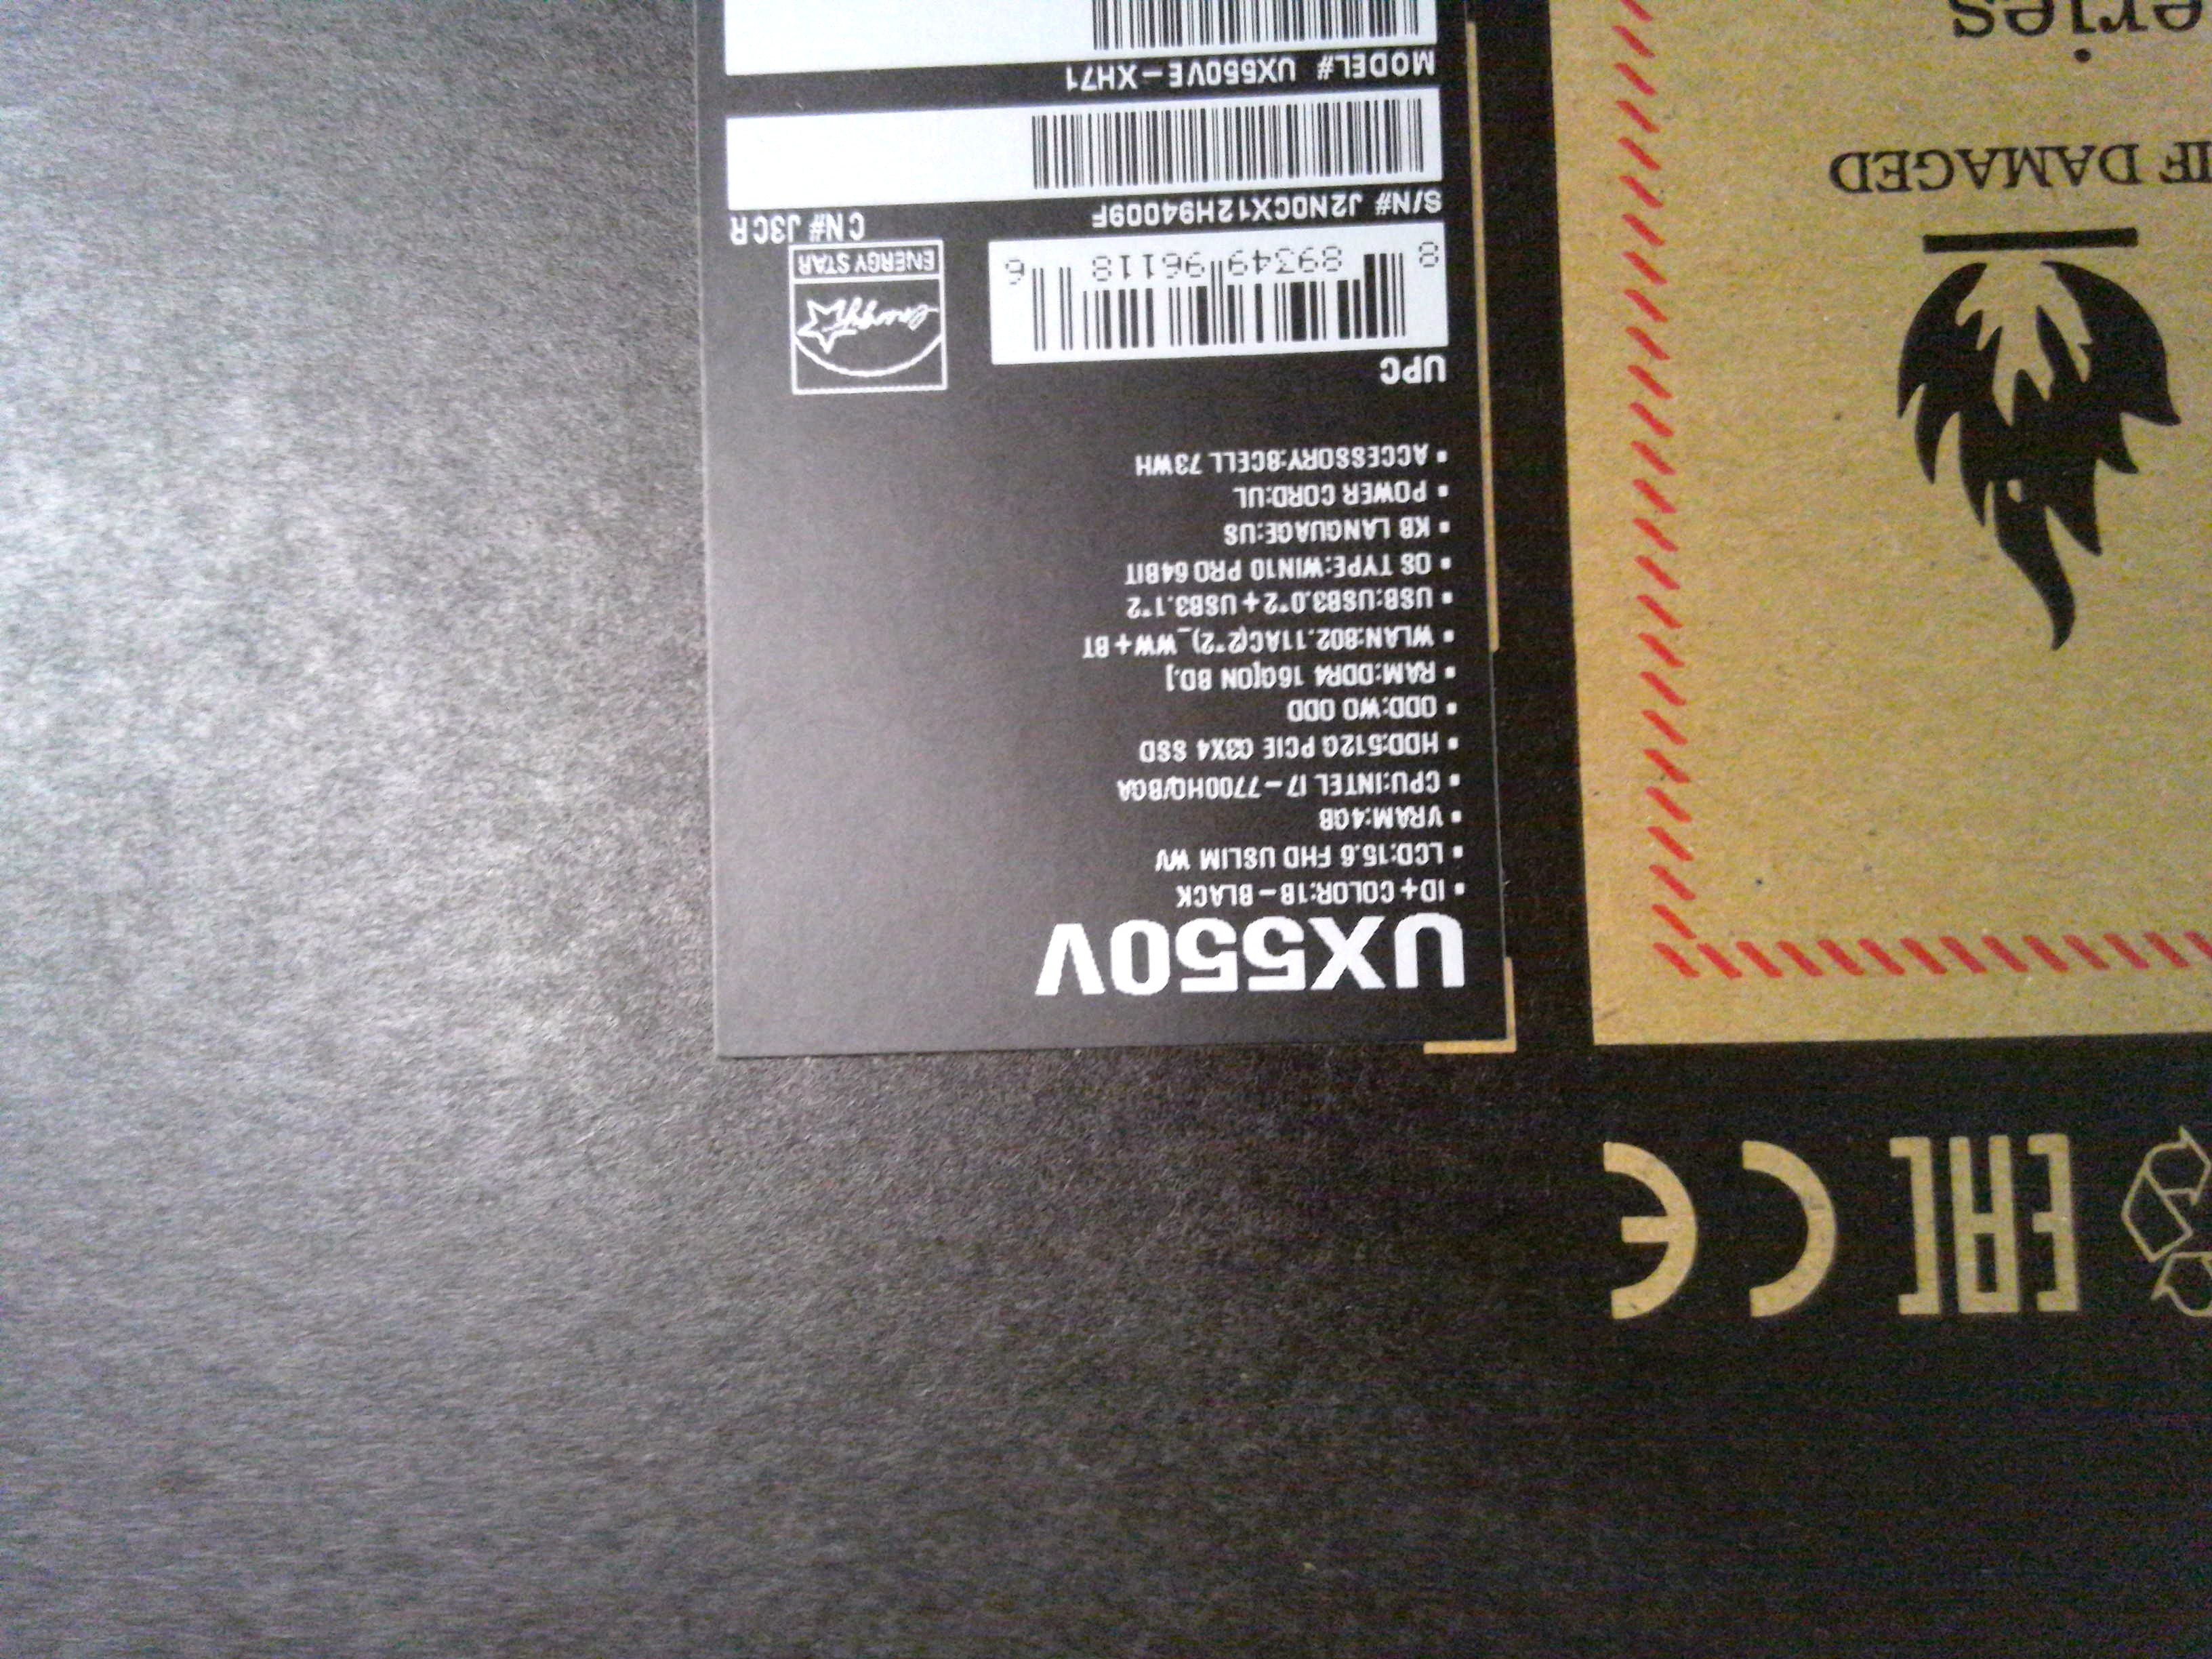 UX550V
▪ ID+COLOR:1B-BLACK
▪ LCD:15.6 FHD USLIM WV
▪ VRAM:4GB
▪ CPU:INTEL I7-7700HQ/BGA
▪ HDD:512G PCIE G3X4 SSD
▪ ODD:WO ODD
▪ RAM:DDR4 16G[ON BD.]
▪ WLAN:802.11AC(2*2)_WW+BT
▪ USB:USB3.0*2+USB3.1*2
▪ OS TYPE:WIN10 PRO 64BIT
▪ KB LANGUAGE:US
▪ POWER CORD:UL
▪ ACCESSORY:8CELL 73WH
UPC
8 89349 96118 6
energy
ENERGY STAR
S/N# J2N0CX12H94009F
CN# J3CR
MODEL# UX550VE-XH71
IF DAMAGED
eries
EAC CE